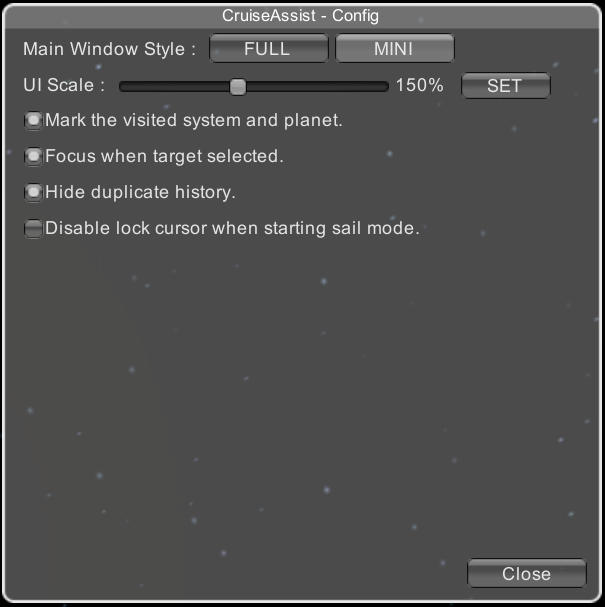 CruiseAssist - Config
Main Window Style : FULL MINI
UI Scale : 150% SET
Mark the visited system and planet.
Focus when target selected.
Hide duplicate history.
Disable lock cursor when starting sail mode.
Close